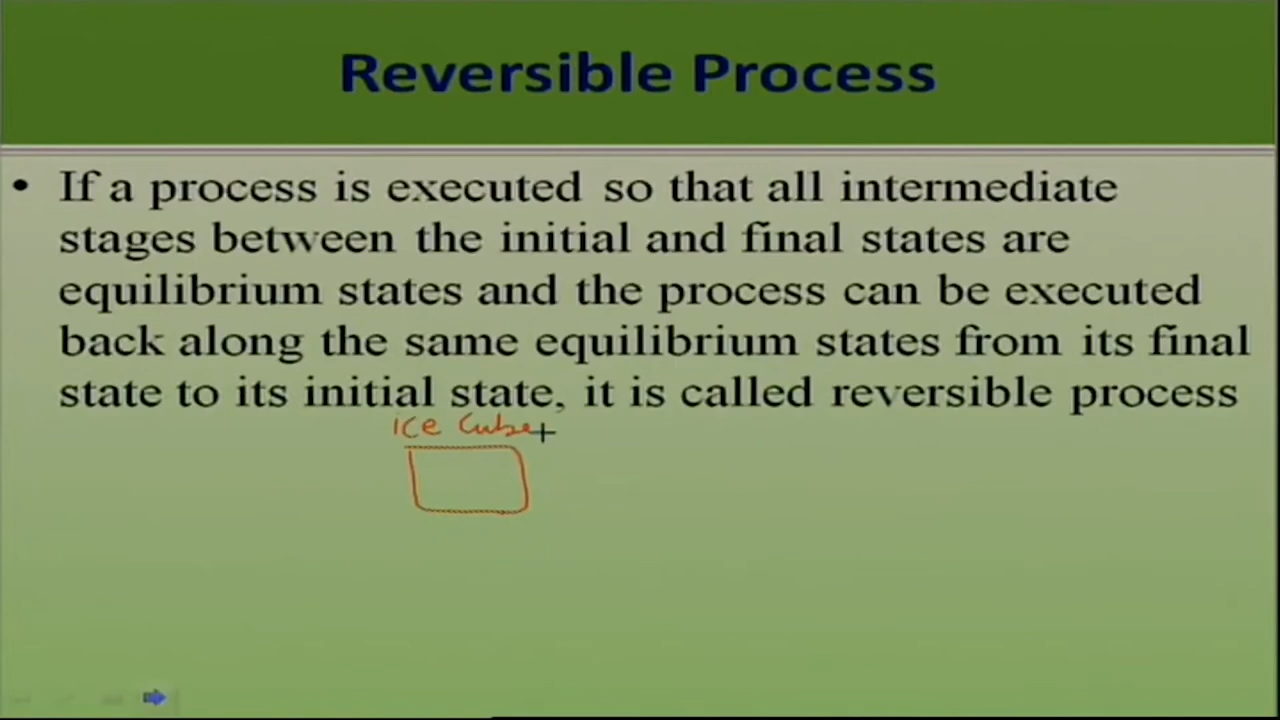 Reversible Process
• If a process is executed so that all intermediate
stages between the initial and final states are
equilibrium states and the process can be executed
back along the same equilibrium states from its final
state to its initial state, it is called reversible process
ice Cube